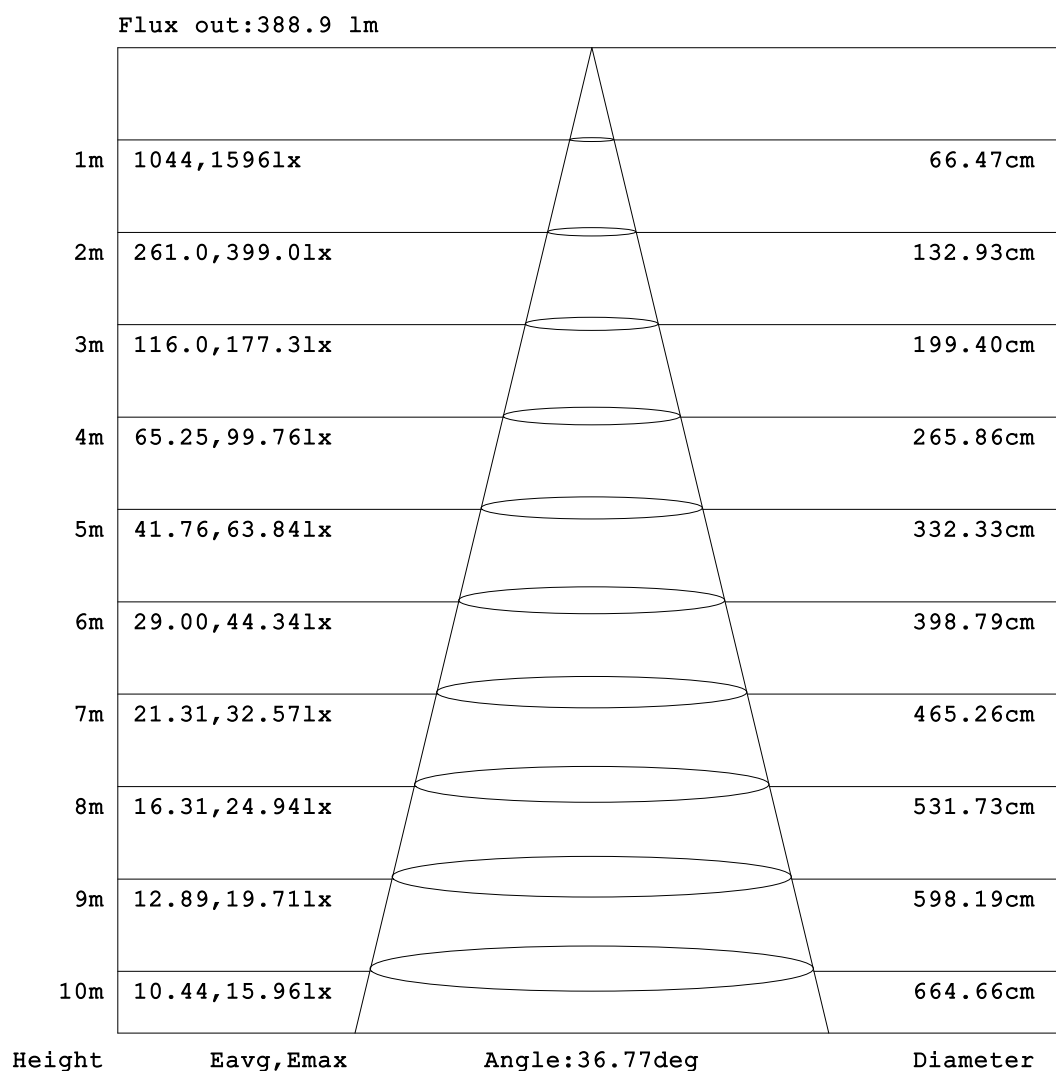 Flux out:388.9 lm
1m 1044,1596lx 66.47cm
2m 261.0,399.0lx 132.93cm
3m 116.0,177.3lx 199.40cm
4m 65.25,99.76lx 265.86cm
5m 41.76,63.84lx 332.33cm
6m 29.00,44.34lx 398.79cm
7m 21.31,32.57lx 465.26cm
8m 16.31,24.94lx 531.73cm
9m 12.89,19.71lx 598.19cm
10m 10.44,15.96lx 664.66cm
Height Eavg,Emax Angle:36.77deg Diameter